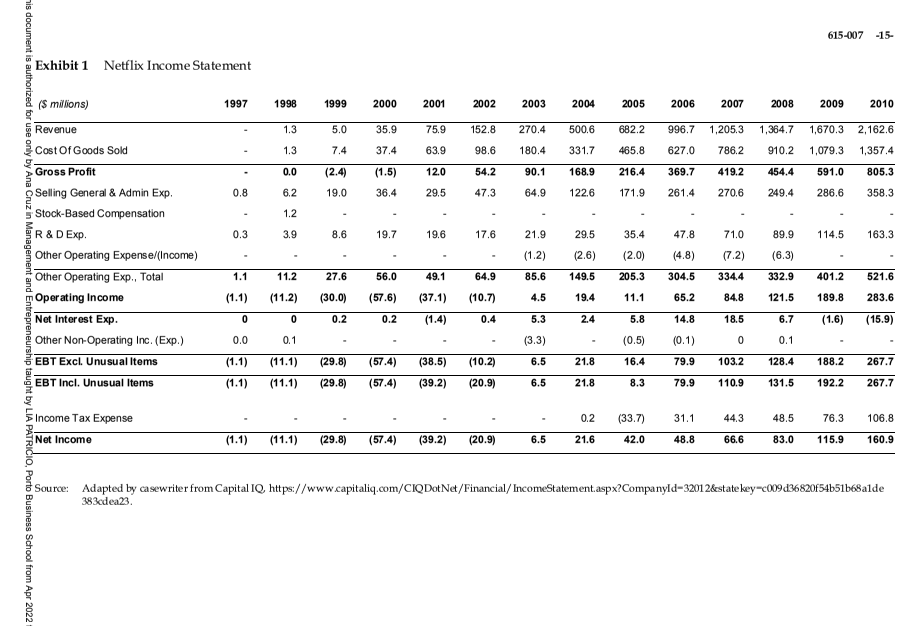 615-007 -15-
Exhibit 1 Netflix Income Statement
($ millions) 1997 1998 1999 2000 2001 2002 2003 2004 2005 2006 2007 2008 2009 2010
Revenue - 1.3 5.0 35.9 75.9 152.8 270.4 500.6 682.2 996.7 1,205.3 1,364.7 1,670.3 2,162.6
Cost Of Goods Sold - 1.3 7.4 37.4 63.9 98.6 180.4 331.7 465.8 627.0 786.2 910.2 1,079.3 1,357.4
Gross Profit - 0.0 (2.4) (1.5) 12.0 54.2 90.1 168.9 216.4 369.7 419.2 454.4 591.0 805.3
Selling General & Admin Exp. 0.8 6.2 19.0 36.4 29.5 47.3 64.9 122.6 171.9 261.4 270.6 249.4 286.6 358.3
Stock-Based Compensation - 1.2 - - - - - - - - - - - -
R & D Exp. 0.3 3.9 8.6 19.7 19.6 17.6 21.9 29.5 35.4 47.8 71.0 89.9 114.5 163.3
Other Operating Expense/(Income) - - - - - - (1.2) (2.6) (2.0) (4.8) (7.2) (6.3) - -
Other Operating Exp., Total 1.1 11.2 27.6 56.0 49.1 64.9 85.6 149.5 205.3 304.5 334.4 332.9 401.2 521.6
Operating Income (1.1) (11.2) (30.0) (57.6) (37.1) (10.7) 4.5 19.4 11.1 65.2 84.8 121.5 189.8 283.6
Net Interest Exp. 0 0 0.2 0.2 (1.4) 0.4 5.3 2.4 5.8 14.8 18.5 6.7 (1.6) (15.9)
Other Non-Operating Inc. (Exp.) 0.0 0.1 - - - - (3.3) - (0.5) (0.1) 0 0.1 - -
EBT Excl. Unusual Items (1.1) (11.1) (29.8) (57.4) (38.5) (10.2) 6.5 21.8 16.4 79.9 103.2 128.4 188.2 267.7
EBT Incl. Unusual Items (1.1) (11.1) (29.8) (57.4) (39.2) (20.9) 6.5 21.8 8.3 79.9 110.9 131.5 192.2 267.7
Income Tax Expense - - - - - - - 0.2 (33.7) 31.1 44.3 48.5 76.3 106.8
Net Income (1.1) (11.1) (29.8) (57.4) (39.2) (20.9) 6.5 21.6 42.0 48.8 66.6 83.0 115.9 160.9
Source: Adapted by casewriter from Capital IQ, https://www.capitaliq.com/CIQDotNet/Financial/IncomeStatement.aspx?CompanyId=32012&statekey=c009d36820f54b51b68a1de
383cdea23.
is document is authorized for use only by Ana Cruz in Management and Entrepreneurship taught by LIA PATRICIO, Porto Business School from Apr 2022